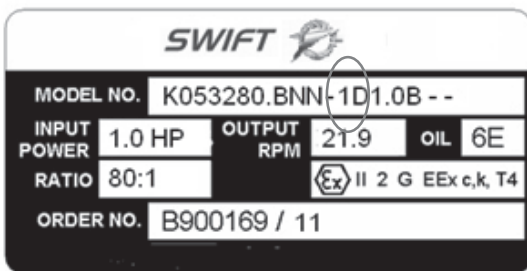 SWIFT
MODEL NO. K053280.BNN-1D1.0B - -
INPUT POWER 1.0 HP OUTPUT RPM 21.9 OIL 6E
RATIO 80:1 Ex II 2 G EEx c,k, T4
ORDER NO. B900169 / 11